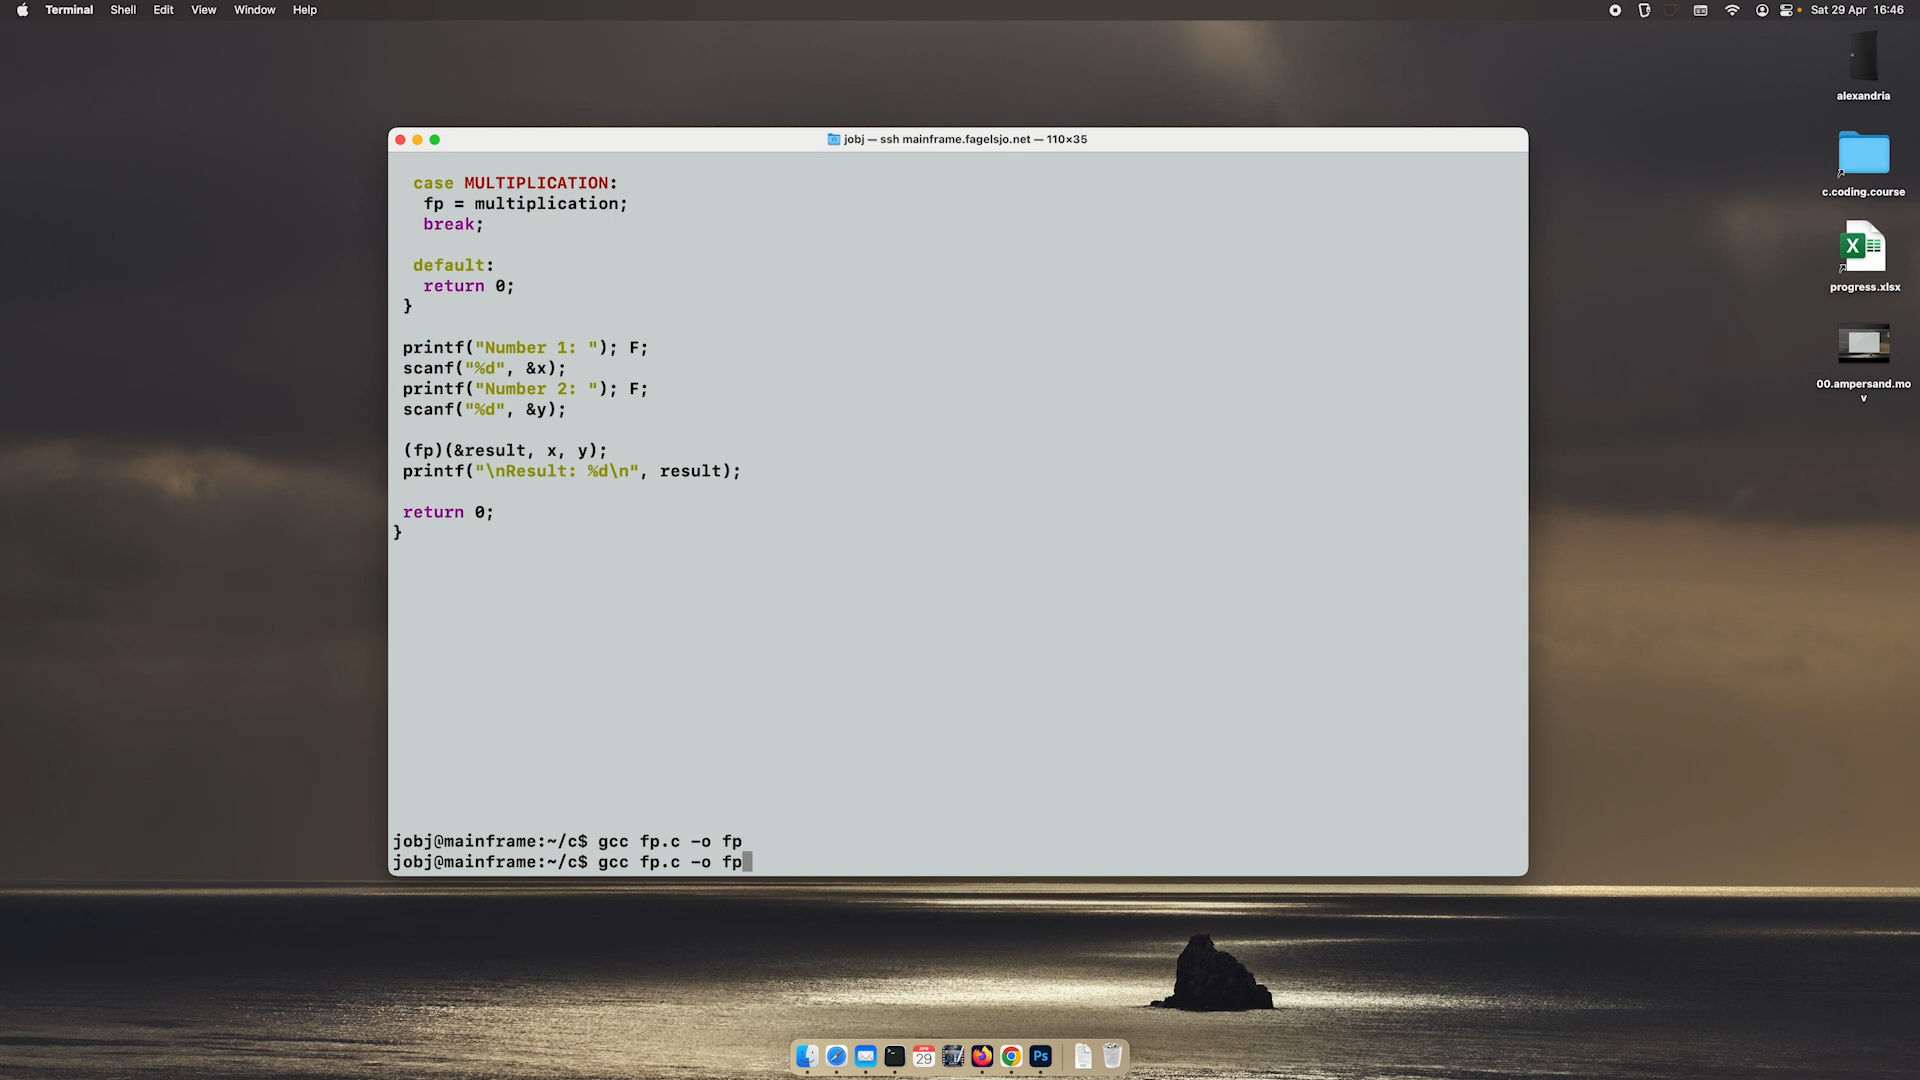 Terminal Shell Edit View Window Help Sat 29 Apr 16:46
alexandria
c.coding.course
progress.xlsx
00.ampersand.mo
v
jobj — ssh mainframe.fagelsjo.net — 110×35
case MULTIPLICATION:
fp = multiplication;
break;
default:
return 0;
}
printf("Number 1: "); F;
scanf("%d", &x);
printf("Number 2: "); F;
scanf("%d", &y);
(fp)(&result, x, y);
printf("\nResult: %d\n", result);
return 0;
}
jobj@mainframe:~/c$ gcc fp.c -o fp
jobj@mainframe:~/c$ gcc fp.c -o fp
APR
29
Ps